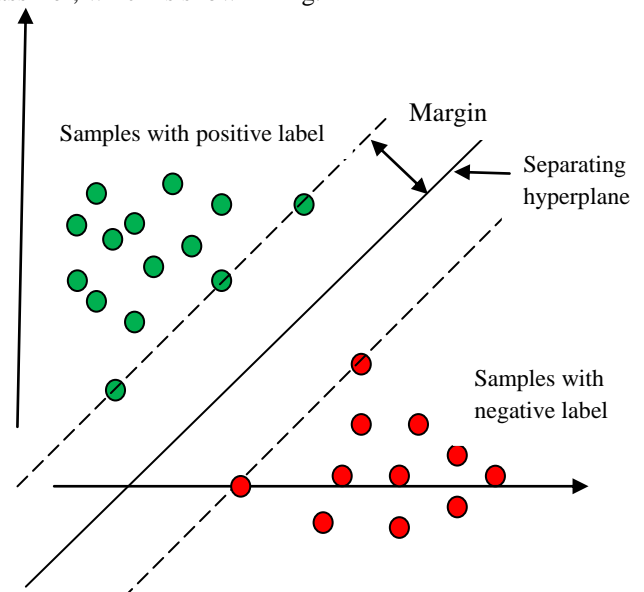 Margin
Samples with positive label
Separating
hyperplane
Samples with
negative label